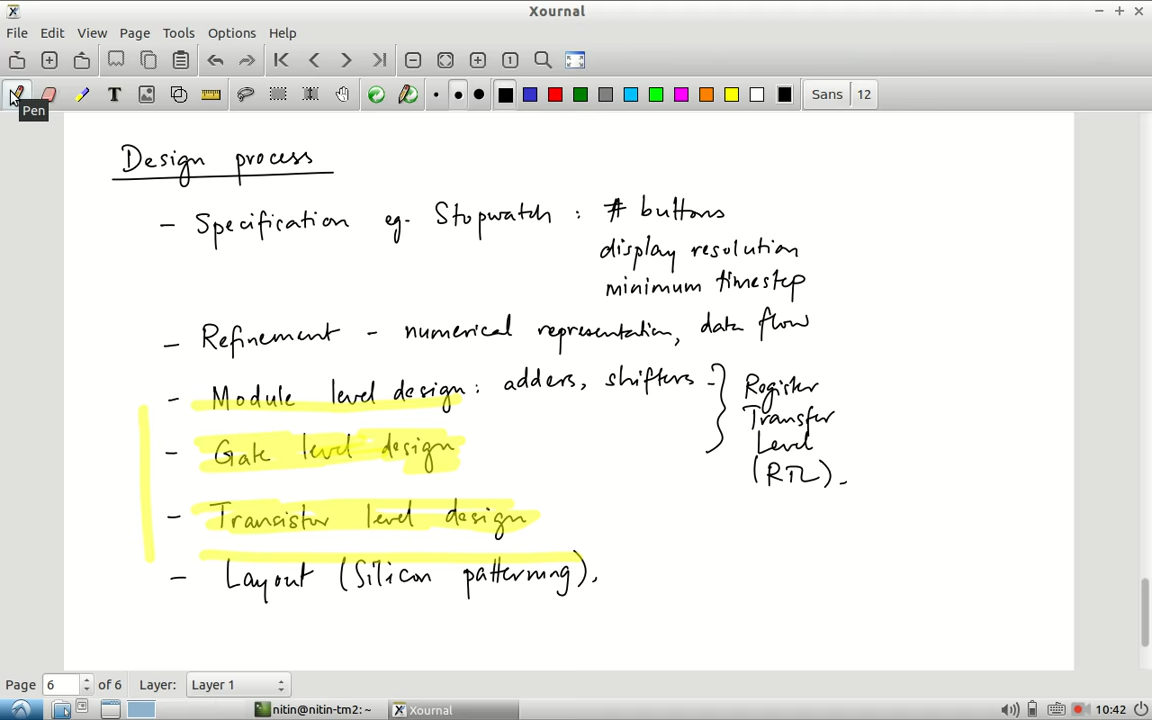 Xournal
File Edit View Page Tools Options Help
Sans 12
Pen
Design process
- Specification eg. Stopwatch : # buttons
display resolution
minimum timestep
- Refinement - numerical representation, data flow
- Module level design : adders, shifters -
Register
Transfer
Level
(RTL).
- Gate level design
- Transistor level design
- Layout (Silicon patterning).
Page 6 of 6 Layer: Layer 1
nitin@nitin-tm2: ~ Xournal 10:42